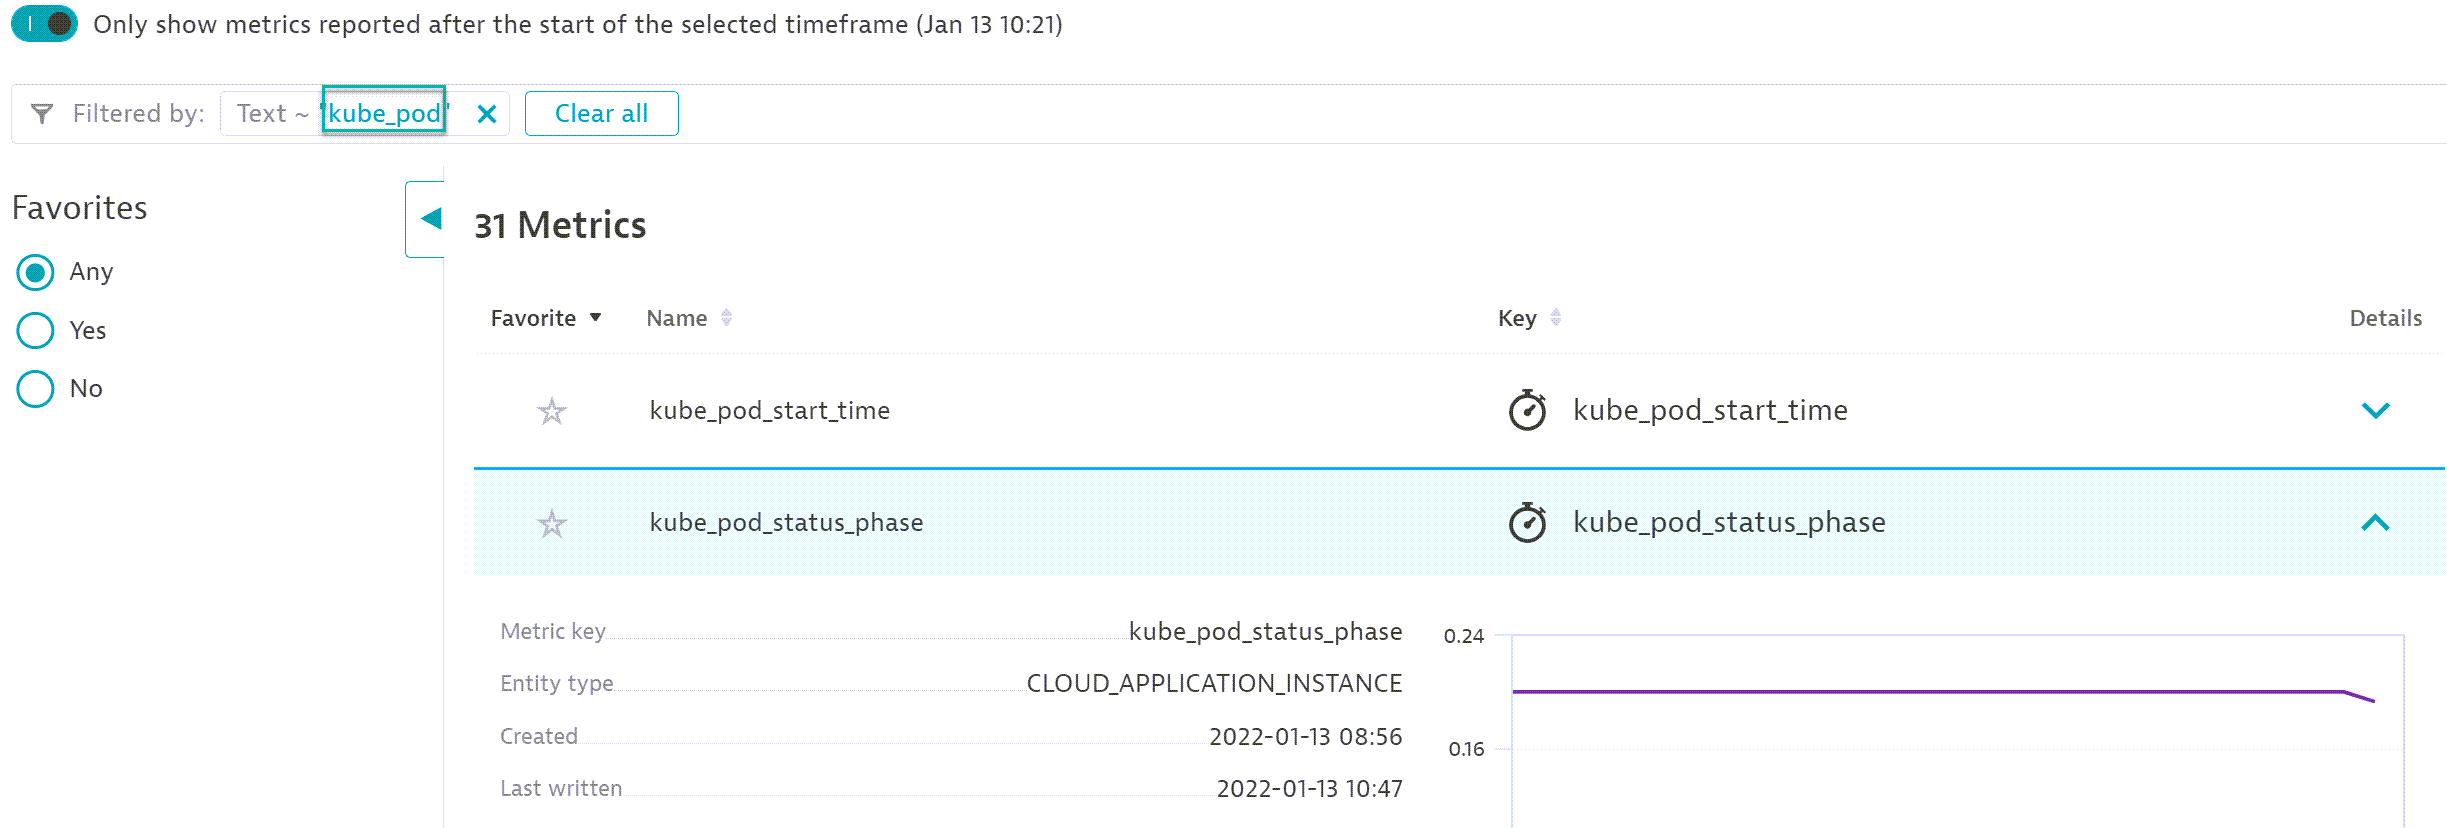 Only show metrics reported after the start of the selected timeframe (Jan 13 10:21)
Filtered by: Text ~ 'kube_pod' Clear all
Favorites
Any
Yes
No
31 Metrics
Favorite Name Key Details
kube_pod_start_time kube_pod_start_time
kube_pod_status_phase kube_pod_status_phase
Metric key kube_pod_status_phase
Entity type CLOUD_APPLICATION_INSTANCE
Created 2022-01-13 08:56
Last written 2022-01-13 10:47
0.24
0.16